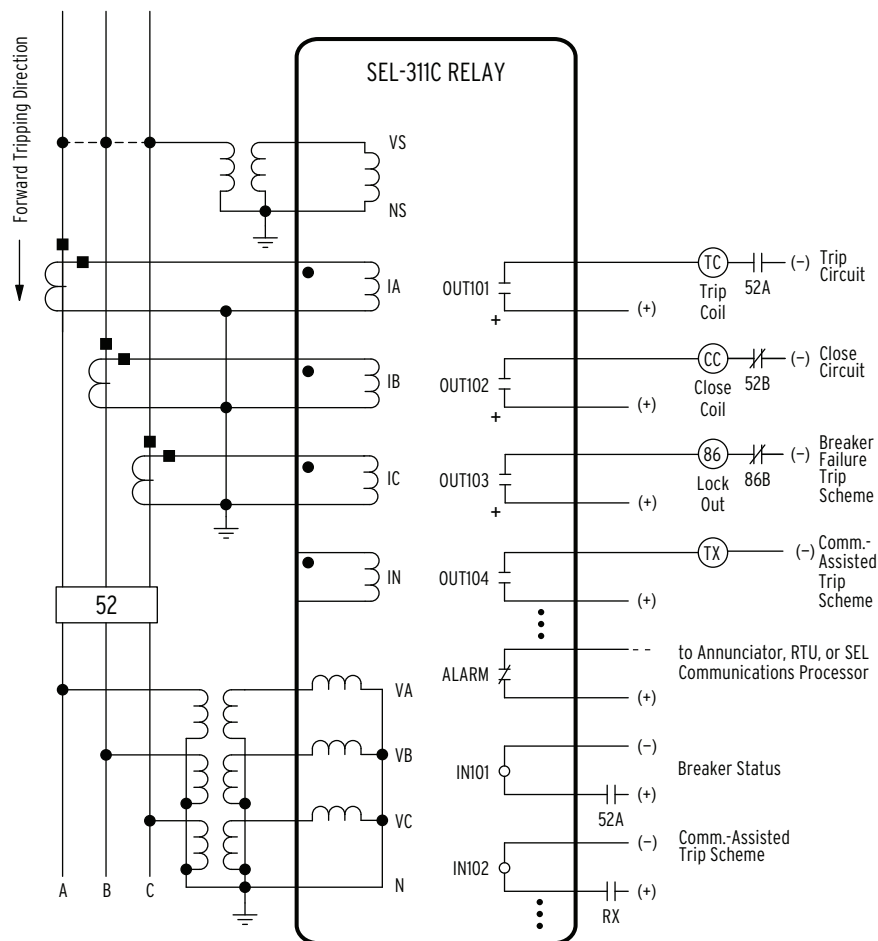 SEL-311C RELAY
Forward Tripping Direction
VS
NS
IA
IB
IC
IN
52
VA
VB
VC
N
A B C
OUT101
+
TC
Trip
Coil
52A
(–)
(+)
Trip
Circuit
OUT102
+
CC
Close
Coil
52B
(–)
(+)
Close
Circuit
OUT103
+
86
Lock
Out
86B
(–)
(+)
Breaker
Failure
Trip
Scheme
OUT104
TX
(–)
(+)
Comm.-
Assisted
Trip
Scheme
ALARM
to Annunciator, RTU, or SEL
Communications Processor
(+)
IN101
(–)
Breaker Status
(+)
52A
IN102
(–)
Comm.-Assisted
Trip Scheme
(+)
RX